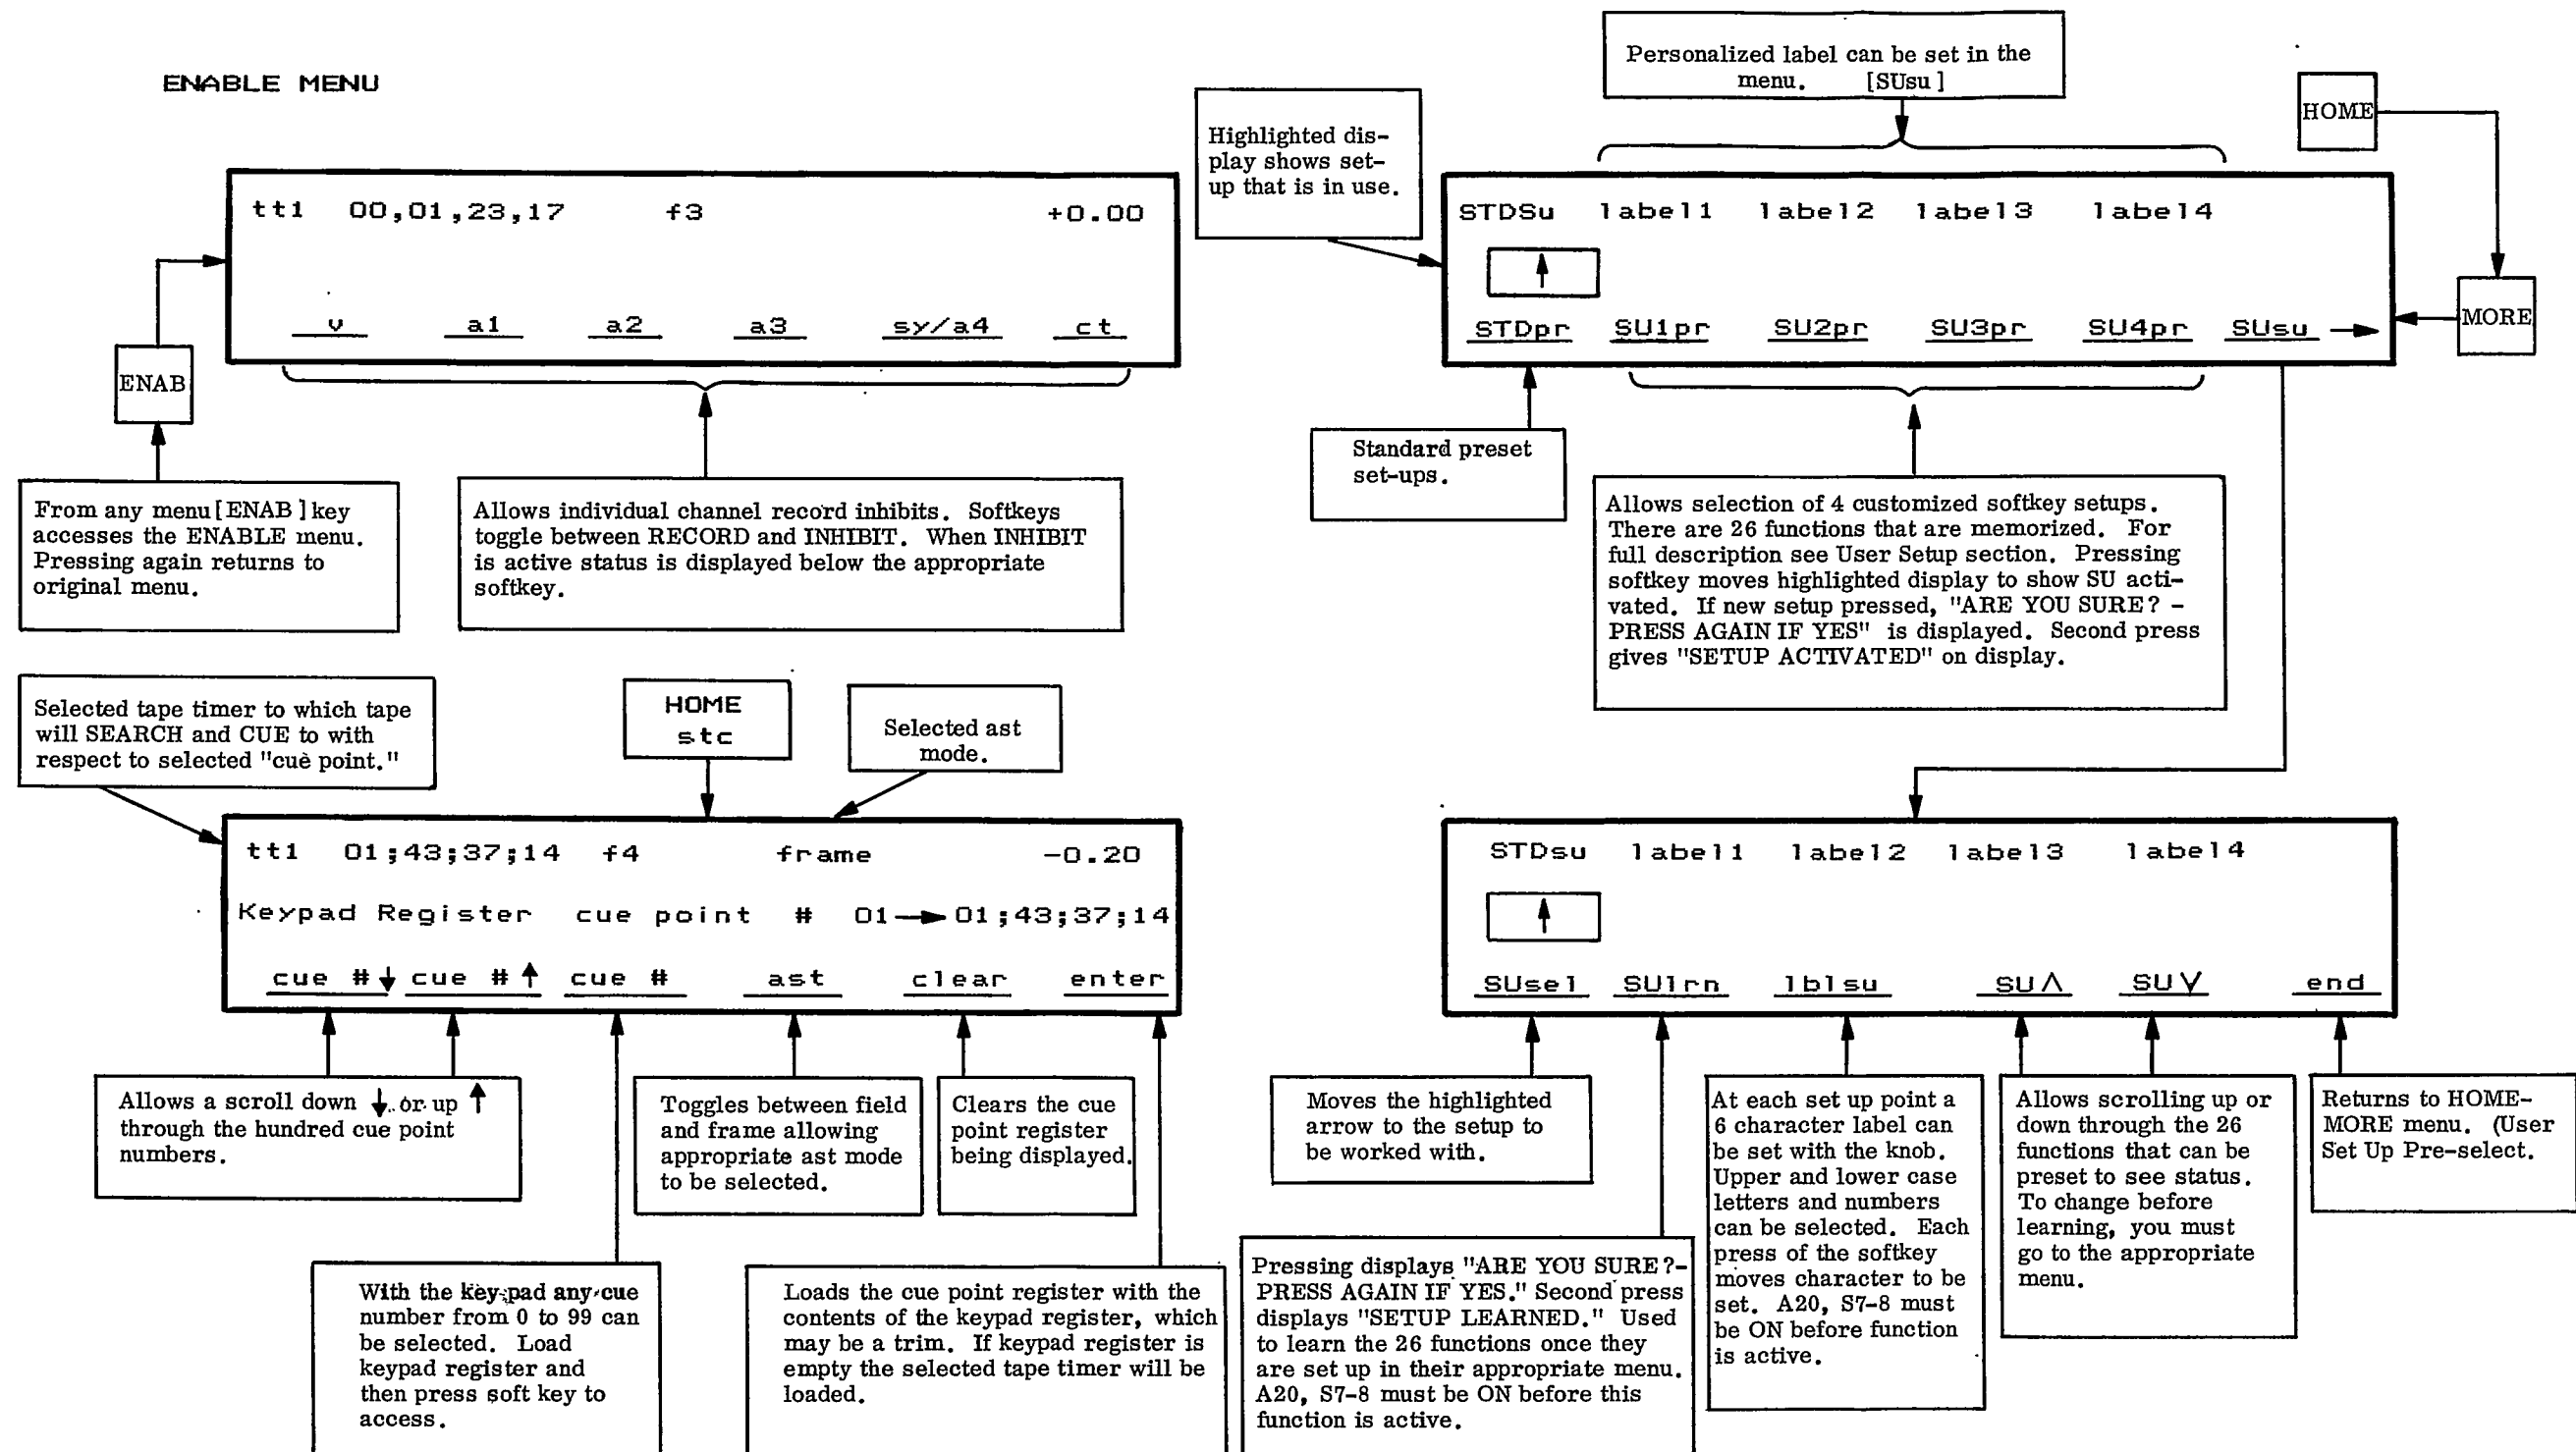 ENABLE MENU
tt1 00,01,23,17 f3 +0.00
v a1 a2 a3 sy/a4 ct
ENAB
From any menu [ENAB] key
accesses the ENABLE menu.
Pressing again returns to
original menu.
Allows individual channel record inhibits. Softkeys
toggle between RECORD and INHIBIT. When INHIBIT
is active status is displayed below the appropriate
softkey.
Personalized label can be set in the
menu. [SUsu]
Highlighted dis-
play shows set-
up that is in use.
HOME
MORE
STDSu label1 label2 label3 label4
↑
STDpr SU1pr SU2pr SU3pr SU4pr SUsu →
Standard preset
set-ups.
Allows selection of 4 customized softkey setups.
There are 26 functions that are memorized. For
full description see User Setup section. Pressing
softkey moves highlighted display to show SU acti-
vated. If new setup pressed, "ARE YOU SURE? -
PRESS AGAIN IF YES" is displayed. Second press
gives "SETUP ACTIVATED" on display.
Selected tape timer to which tape
will SEARCH and CUE to with
respect to selected "cue point."
HOME
stc
Selected ast
mode.
tt1 01;43;37;14 f4 frame -0.20
Keypad Register cue point # 01→01;43;37;14
cue #↓ cue #↑ cue # ast clear enter
Allows a scroll down ↓ or up ↑
through the hundred cue point
numbers.
Toggles between field
and frame allowing
appropriate ast mode
to be selected.
Clears the cue
point register
being displayed.
With the key pad any cue
number from 0 to 99 can
be selected. Load
keypad register and
then press soft key to
access.
Loads the cue point register with the
contents of the keypad register, which
may be a trim. If keypad register is
empty the selected tape timer will be
loaded.
STDsu label1 label2 label3 label4
↑
SUsel SUlrn lblsu SU∧ SU∨ end
Moves the highlighted
arrow to the setup to
be worked with.
Pressing displays "ARE YOU SURE?-
PRESS AGAIN IF YES." Second press
displays "SETUP LEARNED." Used
to learn the 26 functions once they
are set up in their appropriate menu.
A20, S7-8 must be ON before this
function is active.
At each set up point a
6 character label can
be set with the knob.
Upper and lower case
letters and numbers
can be selected. Each
press of the softkey
moves character to be
set. A20, S7-8 must
be ON before function
is active.
Allows scrolling up or
down through the 26
functions that can be
preset to see status.
To change before
learning, you must
go to the appropriate
menu.
Returns to HOME-
MORE menu. (User
Set Up Pre-select.